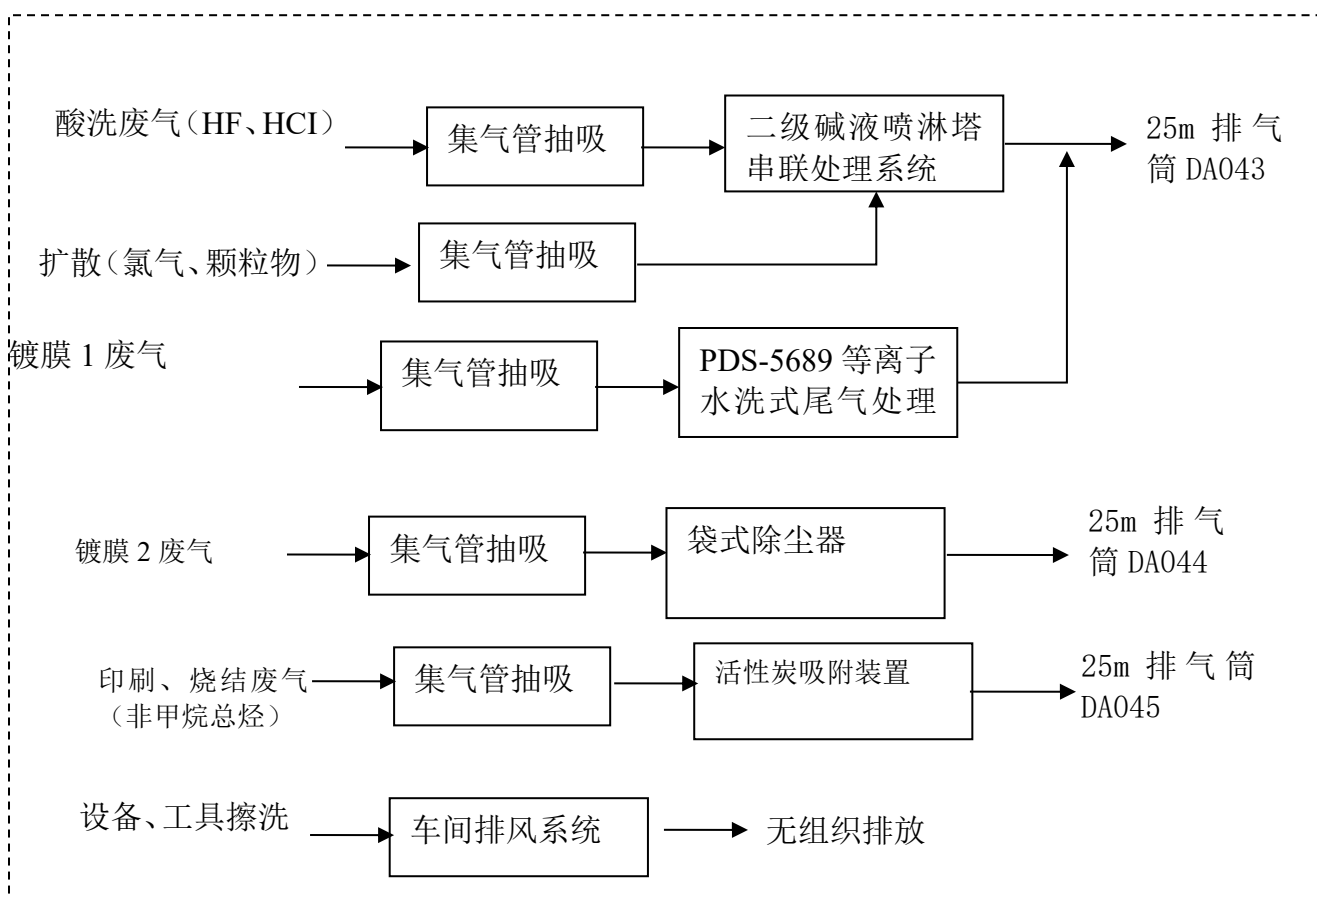 酸洗废气（HF、HCI）
集气管抽吸
二级碱液喷淋塔
串联处理系统
25m 排气
筒 DA043
扩散（氯气、颗粒物）
集气管抽吸
镀膜 1 废气
集气管抽吸
PDS-5689 等离子
水洗式尾气处理
镀膜 2 废气
集气管抽吸
袋式除尘器
25m 排气
筒 DA044
印刷、烧结废气
（非甲烷总烃）
集气管抽吸
活性炭吸附装置
25m 排气筒
DA045
设备、工具擦洗
车间排风系统
无组织排放